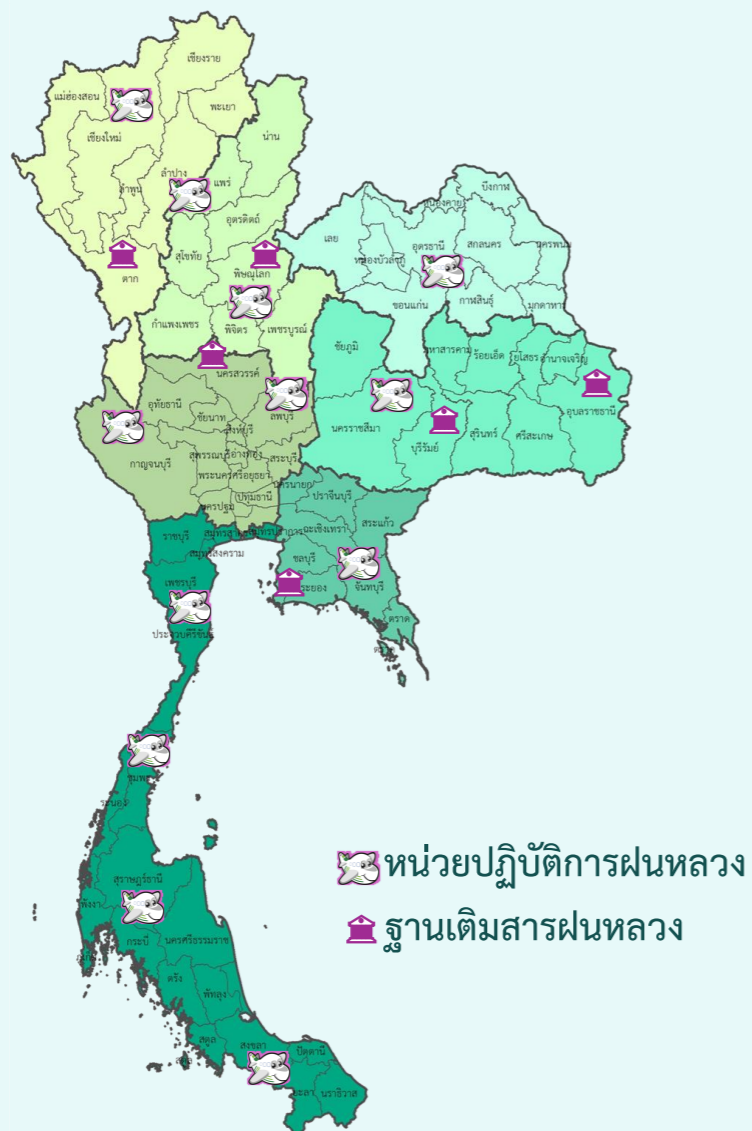 เชียงราย
แม่ฮ่องสอน
พะเยา
เชียงใหม่
น่าน
ลำปาง
แพร่
ลำพูน
อุตรดิตถ์
บึงกาฬ
หนองคาย
เลย
อุดรธานี
สกลนคร
นครพนม
หนองบัวลำภู
สุโขทัย
ตาก
พิษณุโลก
ขอนแก่น
กาฬสินธุ์
มุกดาหาร
กำแพงเพชร
พิจิตร
เพชรบูรณ์
ชัยภูมิ
มหาสารคาม
ร้อยเอ็ด
ยโสธร
อำนาจเจริญ
นครสวรรค์
อุทัยธานี
ชัยนาท
ลพบุรี
สิงห์บุรี
อุบลราชธานี
นครราชสีมา
บุรีรัมย์
สุรินทร์
ศรีสะเกษ
กาญจนบุรี
สุพรรณบุรี
อ่างทอง
สระบุรี
พระนครศรีอยุธยา
นครนายก
ปราจีนบุรี
ปทุมธานี
นครปฐม
ฉะเชิงเทรา
สระแก้ว
ราชบุรี
สมุทรสงคราม
ชลบุรี
เพชรบุรี
ระยอง
จันทบุรี
ตราด
ตราด
ประจวบคีรีขันธ์
ชุมพร
ระนอง
หน่วยปฏิบัติการฝนหลวง
ฐานเติมสารฝนหลวง
สุราษฎร์ธานี
พังงา
กระบี่
นครศรีธรรมราช
ภูเก็ต
ตรัง
พัทลุง
สตูล
สงขลา
ปัตตานี
สตูล
ยะลา
นราธิวาส